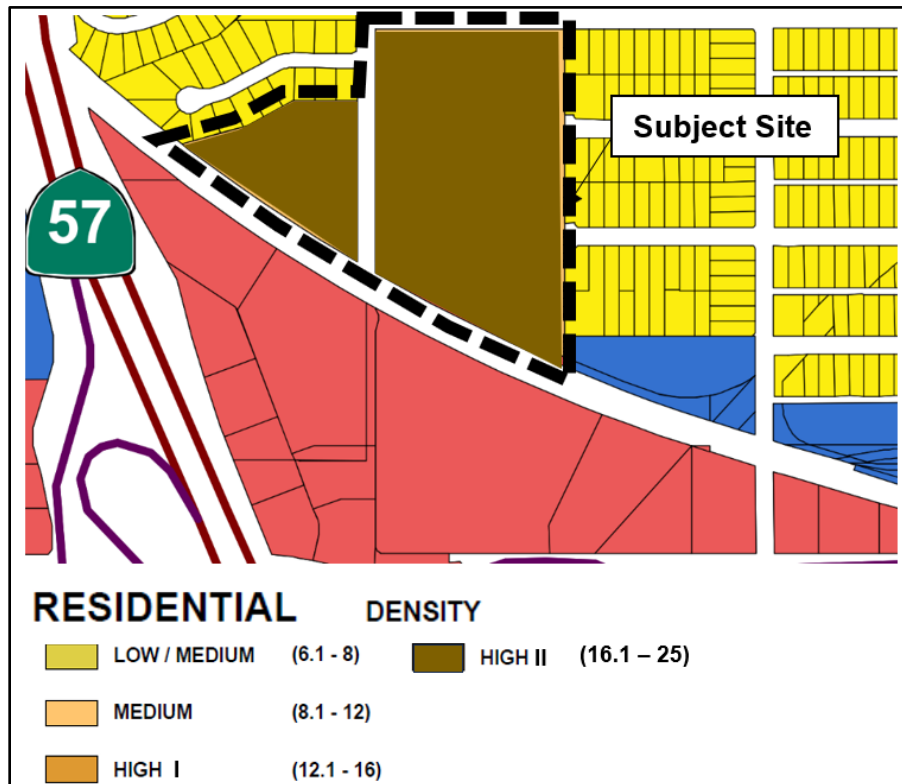 Subject Site
57
RESIDENTIAL DENSITY
LOW / MEDIUM (6.1 - 8) HIGH II (16.1 – 25)
MEDIUM (8.1 - 12)
HIGH I (12.1 - 16)